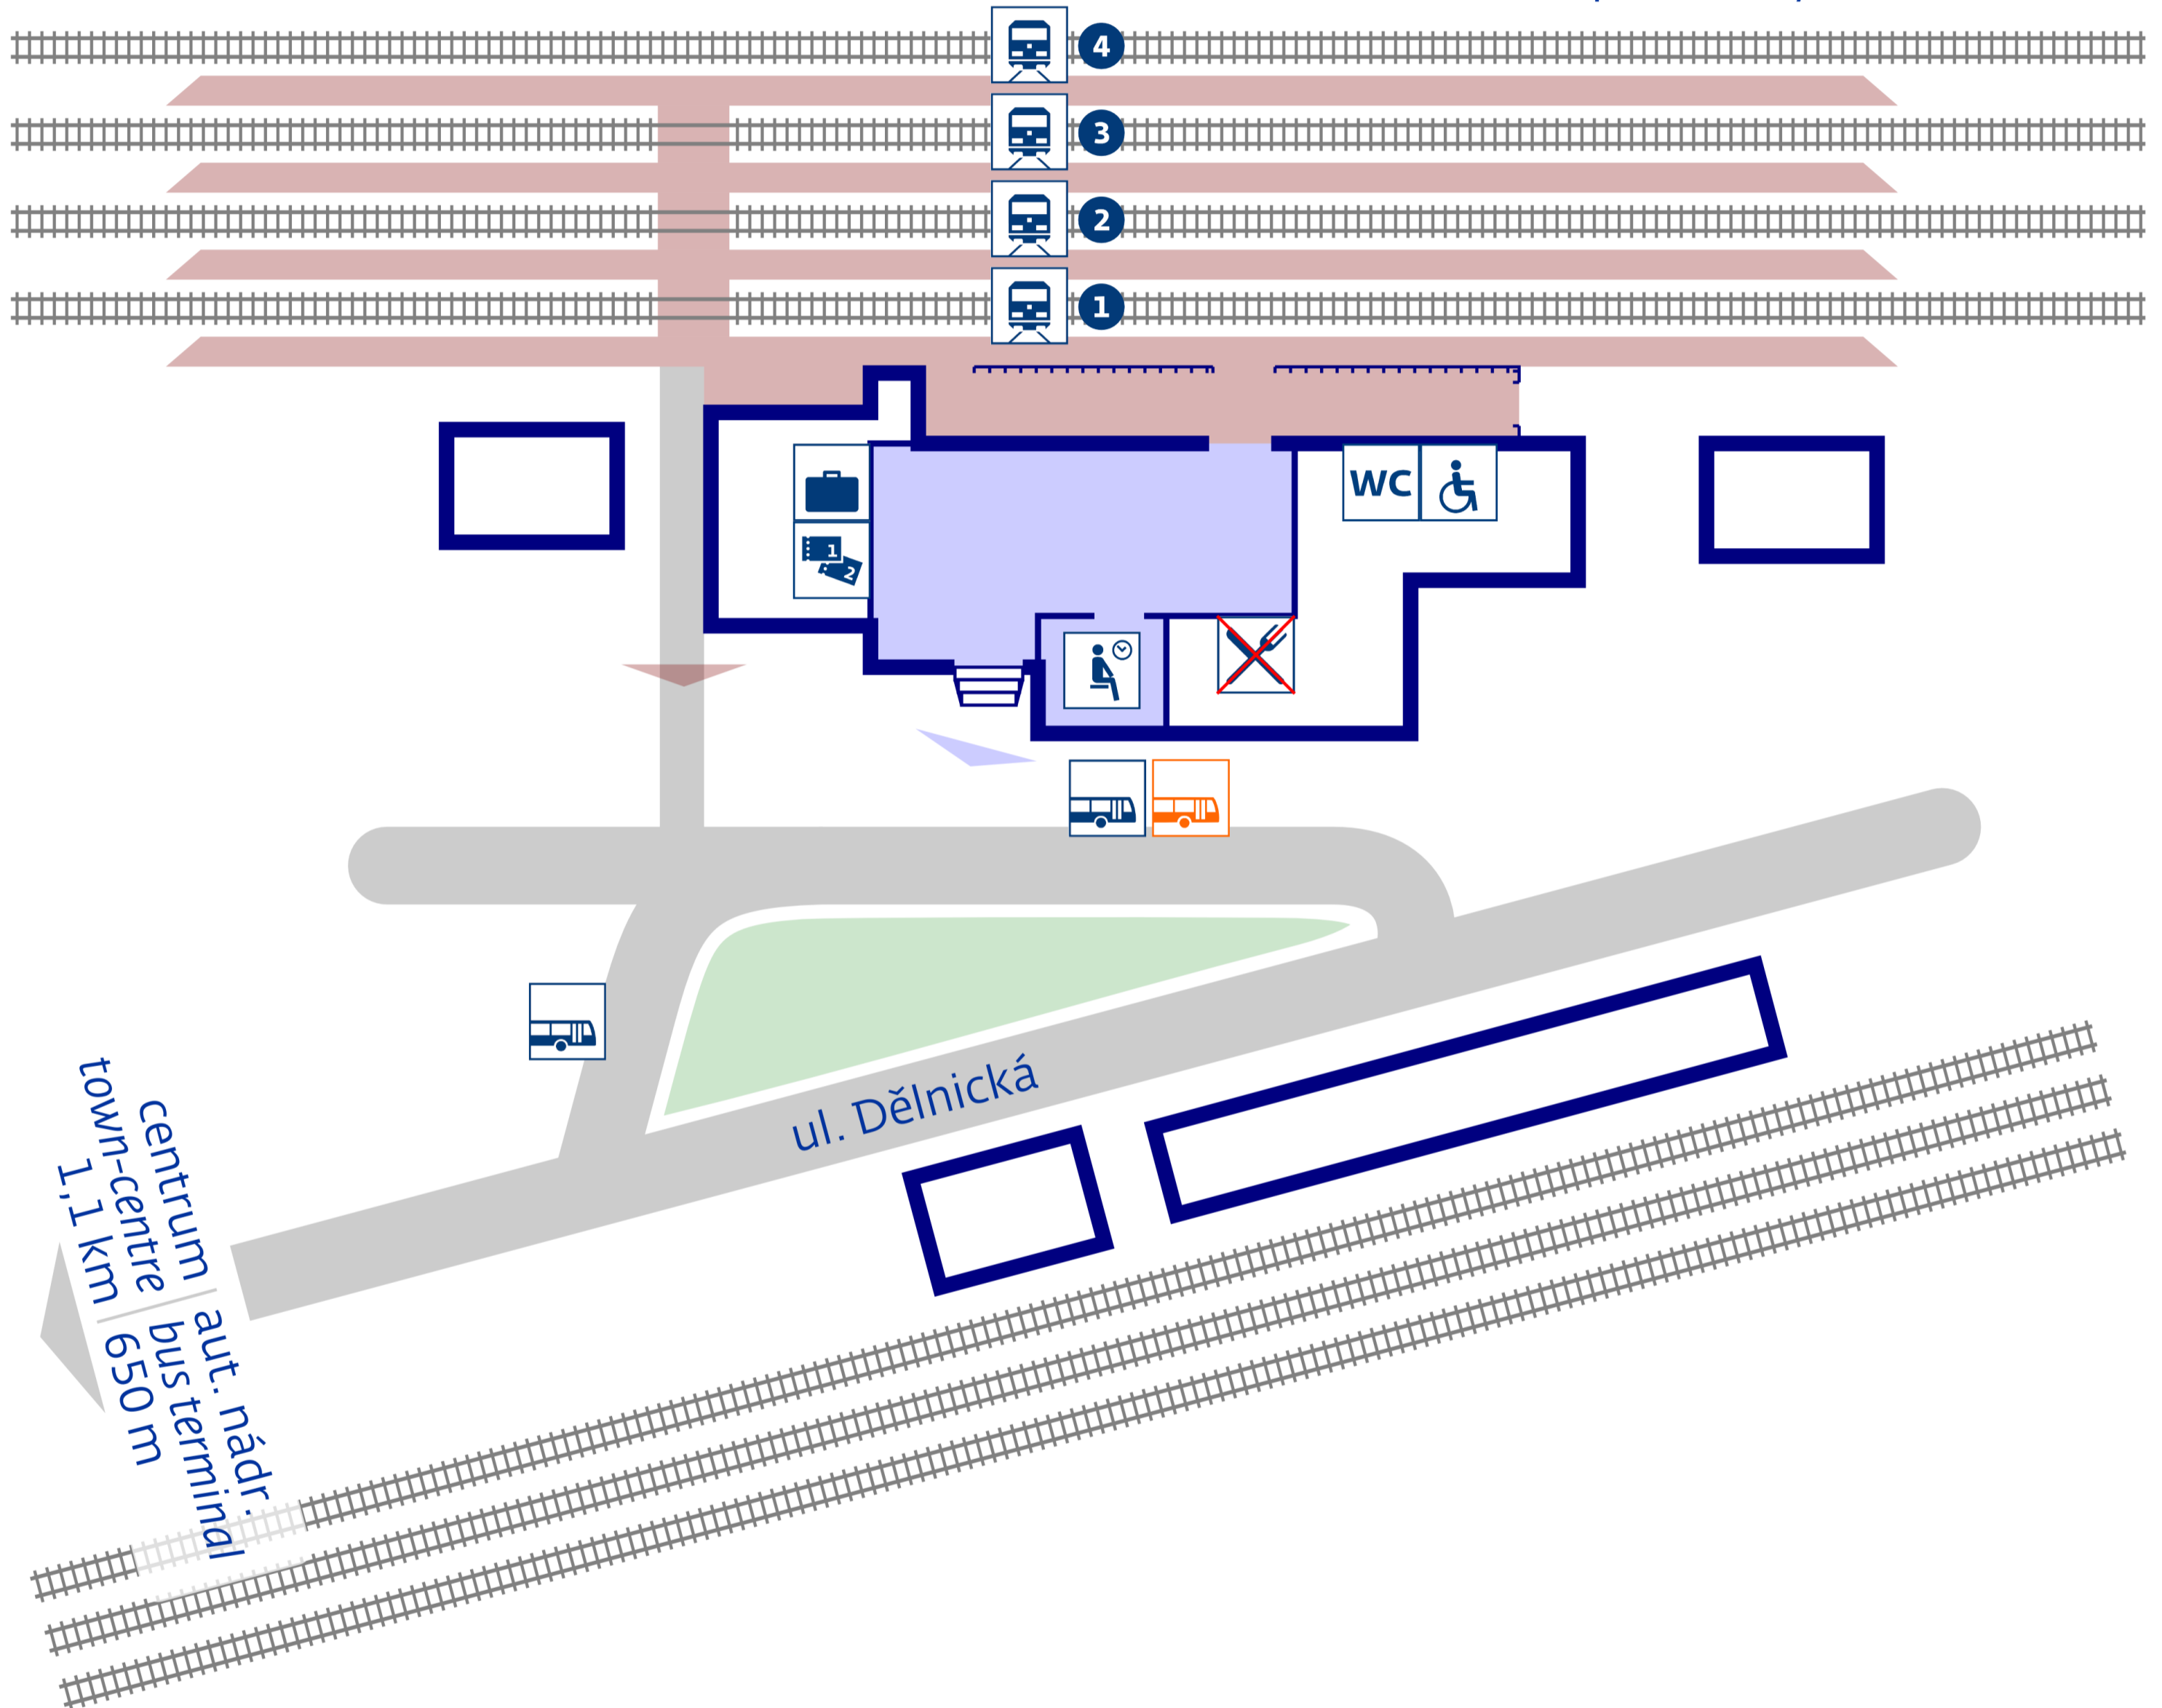 4
3
2
1
WC
1
2
ul. Dělnická
centrum
town-centre
1,1 km
aut. nádr.
bus terminal
650 m